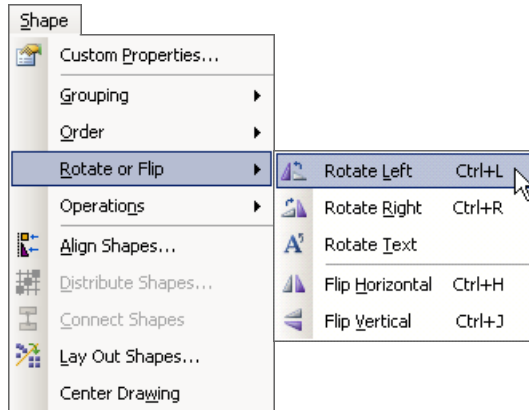 Shape
Custom Properties...
Grouping
Order
Rotate or Flip
Operations
Align Shapes...
Distribute Shapes...
Connect Shapes
Lay Out Shapes...
Center Drawing
Rotate Left Ctrl+L
Rotate Right Ctrl+R
Rotate Text
Flip Horizontal Ctrl+H
Flip Vertical Ctrl+J